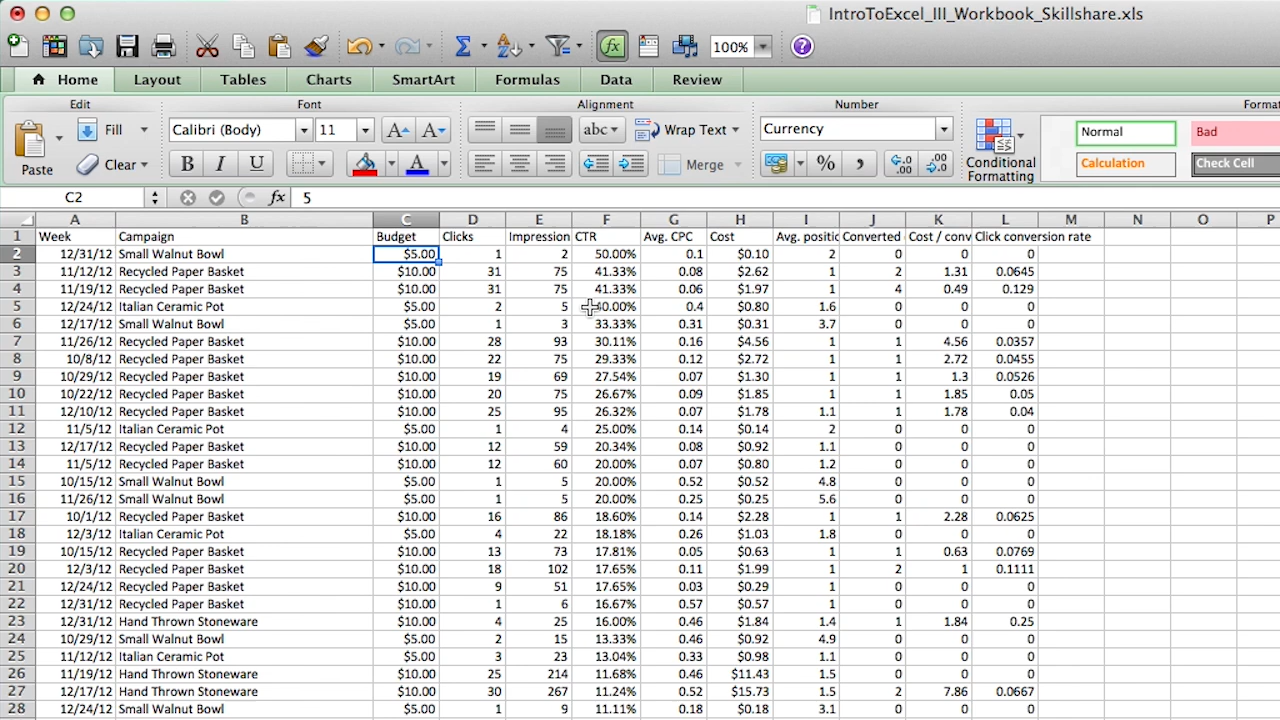 IntroToExcel_III_Workbook_Skillshare.xls
100%
Home Layout Tables Charts SmartArt Formulas Data Review
Edit Font Alignment Number Format
Fill Calibri (Body) 11 A A abc Wrap Text Currency Normal Bad
Paste Clear B I U A Merge % Conditional Formatting Calculation Check Cell
C2 fx 5
A B C D E F G H I J K L M N O P
1 Week Campaign Budget Clicks Impression CTR Avg. CPC Cost Avg. positic Converted Cost / conv Click conversion rate
2 12/31/12 Small Walnut Bowl $5.00 1 2 50.00% 0.1 $0.10 2 0 0 0
3 11/12/12 Recycled Paper Basket $10.00 31 75 41.33% 0.08 $2.62 1 2 1.31 0.0645
4 11/19/12 Recycled Paper Basket $10.00 31 75 41.33% 0.06 $1.97 1 4 0.49 0.129
5 12/24/12 Italian Ceramic Pot $5.00 2 5 40.00% 0.4 $0.80 1.6 0 0 0
6 12/17/12 Small Walnut Bowl $5.00 1 3 33.33% 0.31 $0.31 3.7 0 0 0
7 11/26/12 Recycled Paper Basket $10.00 28 93 30.11% 0.16 $4.56 1 1 4.56 0.0357
8 10/8/12 Recycled Paper Basket $10.00 22 75 29.33% 0.12 $2.72 1 1 2.72 0.0455
9 10/29/12 Recycled Paper Basket $10.00 19 69 27.54% 0.07 $1.30 1 1 1.3 0.0526
10 10/22/12 Recycled Paper Basket $10.00 20 75 26.67% 0.09 $1.85 1 1 1.85 0.05
11 12/10/12 Recycled Paper Basket $10.00 25 95 26.32% 0.07 $1.78 1.1 1 1.78 0.04
12 11/5/12 Italian Ceramic Pot $5.00 1 4 25.00% 0.14 $0.14 2 0 0 0
13 12/17/12 Recycled Paper Basket $10.00 12 59 20.34% 0.08 $0.92 1.1 0 0 0
14 11/5/12 Recycled Paper Basket $10.00 12 60 20.00% 0.07 $0.80 1.2 0 0 0
15 10/15/12 Small Walnut Bowl $5.00 1 5 20.00% 0.52 $0.52 4.8 0 0 0
16 11/26/12 Small Walnut Bowl $5.00 1 5 20.00% 0.25 $0.25 5.6 0 0 0
17 10/1/12 Recycled Paper Basket $10.00 16 86 18.60% 0.14 $2.28 1 1 2.28 0.0625
18 12/3/12 Italian Ceramic Pot $5.00 4 22 18.18% 0.26 $1.03 1.8 0 0 0
19 10/15/12 Recycled Paper Basket $10.00 13 73 17.81% 0.05 $0.63 1 1 0.63 0.0769
20 12/3/12 Recycled Paper Basket $10.00 18 102 17.65% 0.11 $1.99 1 2 1 0.1111
21 12/24/12 Recycled Paper Basket $10.00 9 51 17.65% 0.03 $0.29 1 0 0 0
22 12/31/12 Recycled Paper Basket $10.00 1 6 16.67% 0.57 $0.57 1 0 0 0
23 12/31/12 Hand Thrown Stoneware $10.00 4 25 16.00% 0.46 $1.84 1.4 1 1.84 0.25
24 10/29/12 Small Walnut Bowl $5.00 2 15 13.33% 0.46 $0.92 4.9 0 0 0
25 11/12/12 Italian Ceramic Pot $5.00 3 23 13.04% 0.33 $0.98 1.1 0 0 0
26 11/19/12 Hand Thrown Stoneware $10.00 25 214 11.68% 0.46 $11.43 1.5 0 0 0
27 12/17/12 Hand Thrown Stoneware $10.00 30 267 11.24% 0.52 $15.73 1.5 2 7.86 0.0667
28 12/24/12 Small Walnut Bowl $5.00 1 9 11.11% 0.18 $0.18 3.1 0 0 0